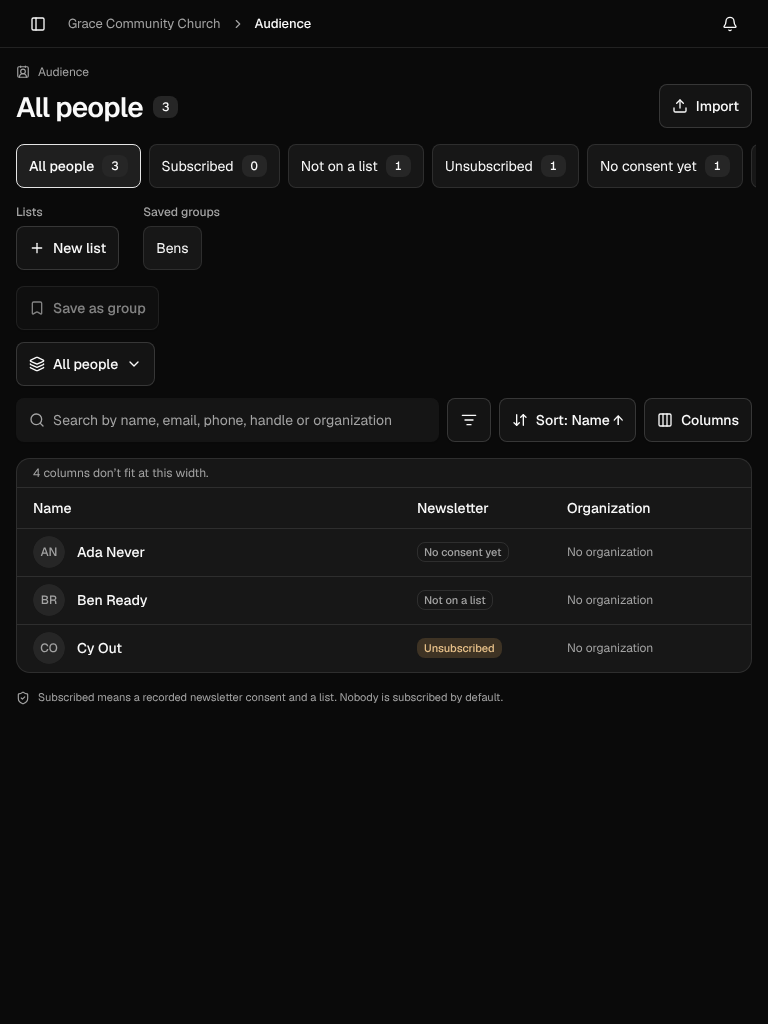 Grace Community Church > Audience
Audience
All people 3
Import
All people 3 Subscribed 0 Not on a list 1 Unsubscribed 1 No consent yet 1
Lists Saved groups
New list Bens
Save as group
All people
Search by name, email, phone, handle or organization Sort: Name ↑ Columns
4 columns don't fit at this width.
Name Newsletter Organization
AN Ada Never No consent yet No organization
BR Ben Ready Not on a list No organization
CO Cy Out Unsubscribed No organization
Subscribed means a recorded newsletter consent and a list. Nobody is subscribed by default.